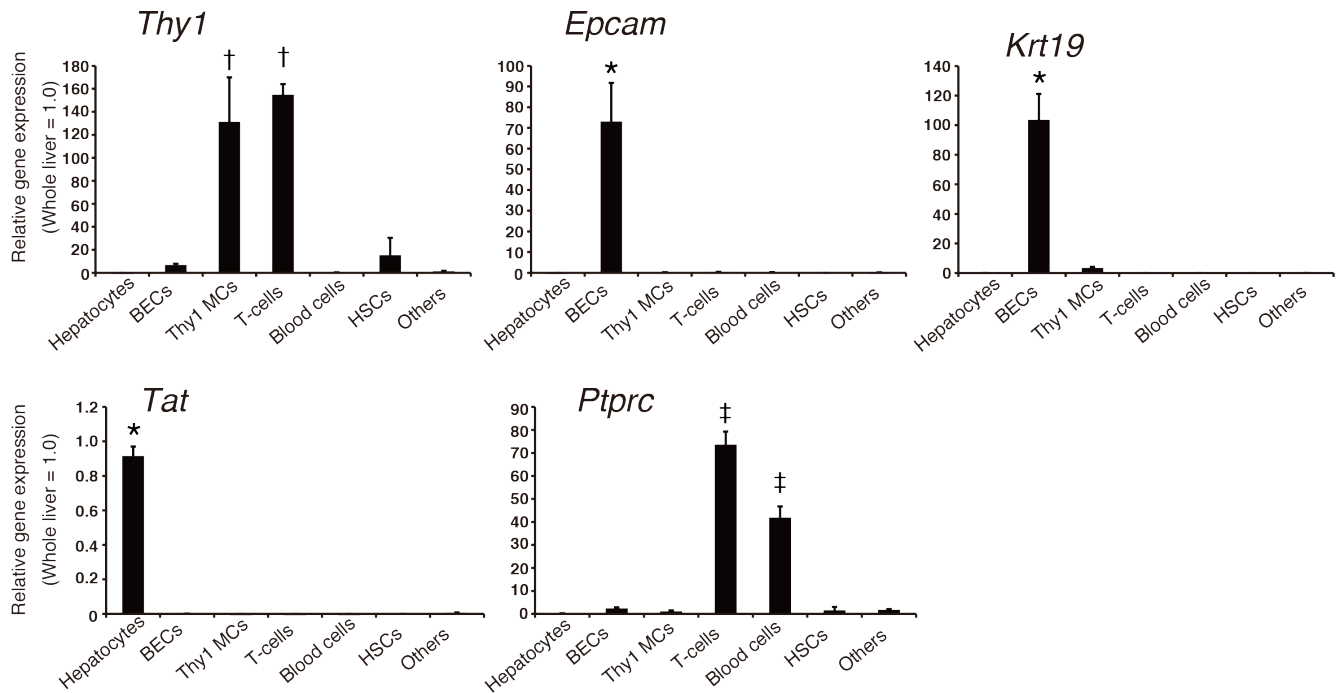 Thy1
Relative gene expression
(Whole liver = 1.0)
180
160
140
120
100
80
60
40
20
0
†
†
Hepatocytes
BECs
Thy1 MCs
T-cells
Blood cells
HSCs
Others
Epcam
100
90
80
70
60
50
40
30
20
10
0
*
Hepatocytes
BECs
Thy1 MCs
T-cells
Blood cells
HSCs
Others
Krt19
140
120
100
80
60
40
20
0
*
Hepatocytes
BECs
Thy1 MCs
T-cells
Blood cells
HSCs
Others
Tat
Relative gene expression
(Whole liver = 1.0)
1.2
1.0
0.8
0.6
0.4
0.2
0
*
Hepatocytes
BECs
Thy1 MCs
T-cells
Blood cells
HSCs
Others
Ptprc
90
80
70
60
50
40
30
20
10
0
‡
‡
Hepatocytes
BECs
Thy1 MCs
T-cells
Blood cells
HSCs
Others